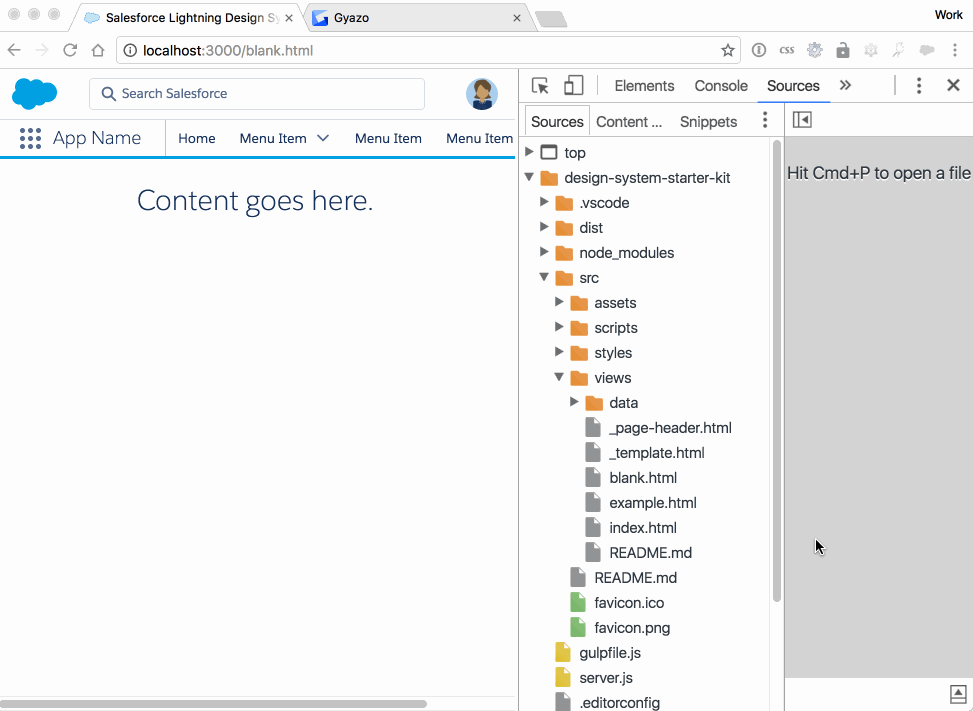 Salesforce Lightning Design Sy
Gyazo
Work
localhost:3000/blank.html
css
Search Salesforce
App Name
Home
Menu Item
Menu Item
Menu Item
Content goes here.
Elements
Console
Sources
Sources
Content ...
Snippets
top
design-system-starter-kit
.vscode
dist
node_modules
src
assets
scripts
styles
views
data
_page-header.html
_template.html
blank.html
example.html
index.html
README.md
README.md
favicon.ico
favicon.png
gulpfile.js
server.js
.editorconfig
Hit Cmd+P to open a file